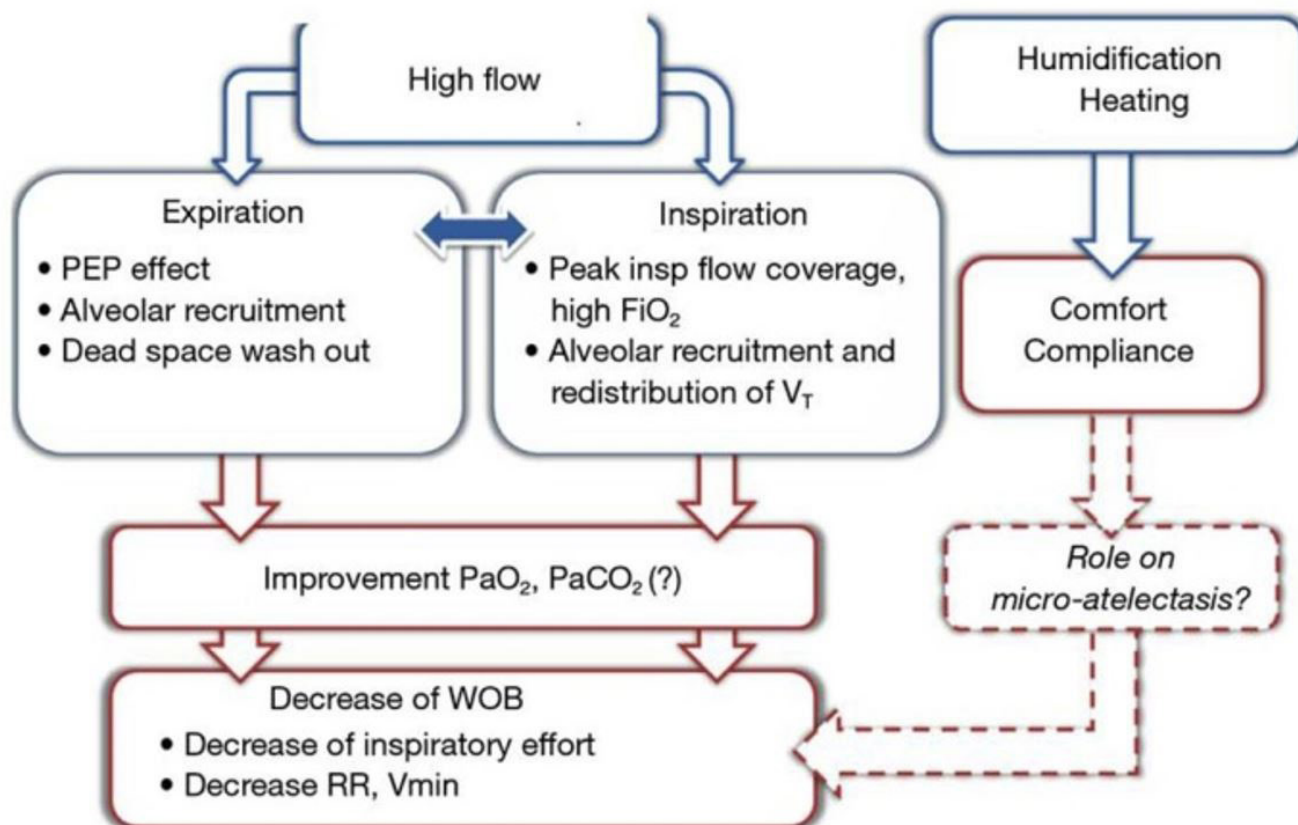 High flow
Humidification
Heating
Expiration
• PEP effect
• Alveolar recruitment
• Dead space wash out
Inspiration
• Peak insp flow coverage,
high FiO₂
• Alveolar recruitment and
redistribution of V_T
Comfort
Compliance
Improvement PaO₂, PaCO₂ (?)
Role on
micro-atelectasis?
Decrease of WOB
• Decrease of inspiratory effort
• Decrease RR, Vmin